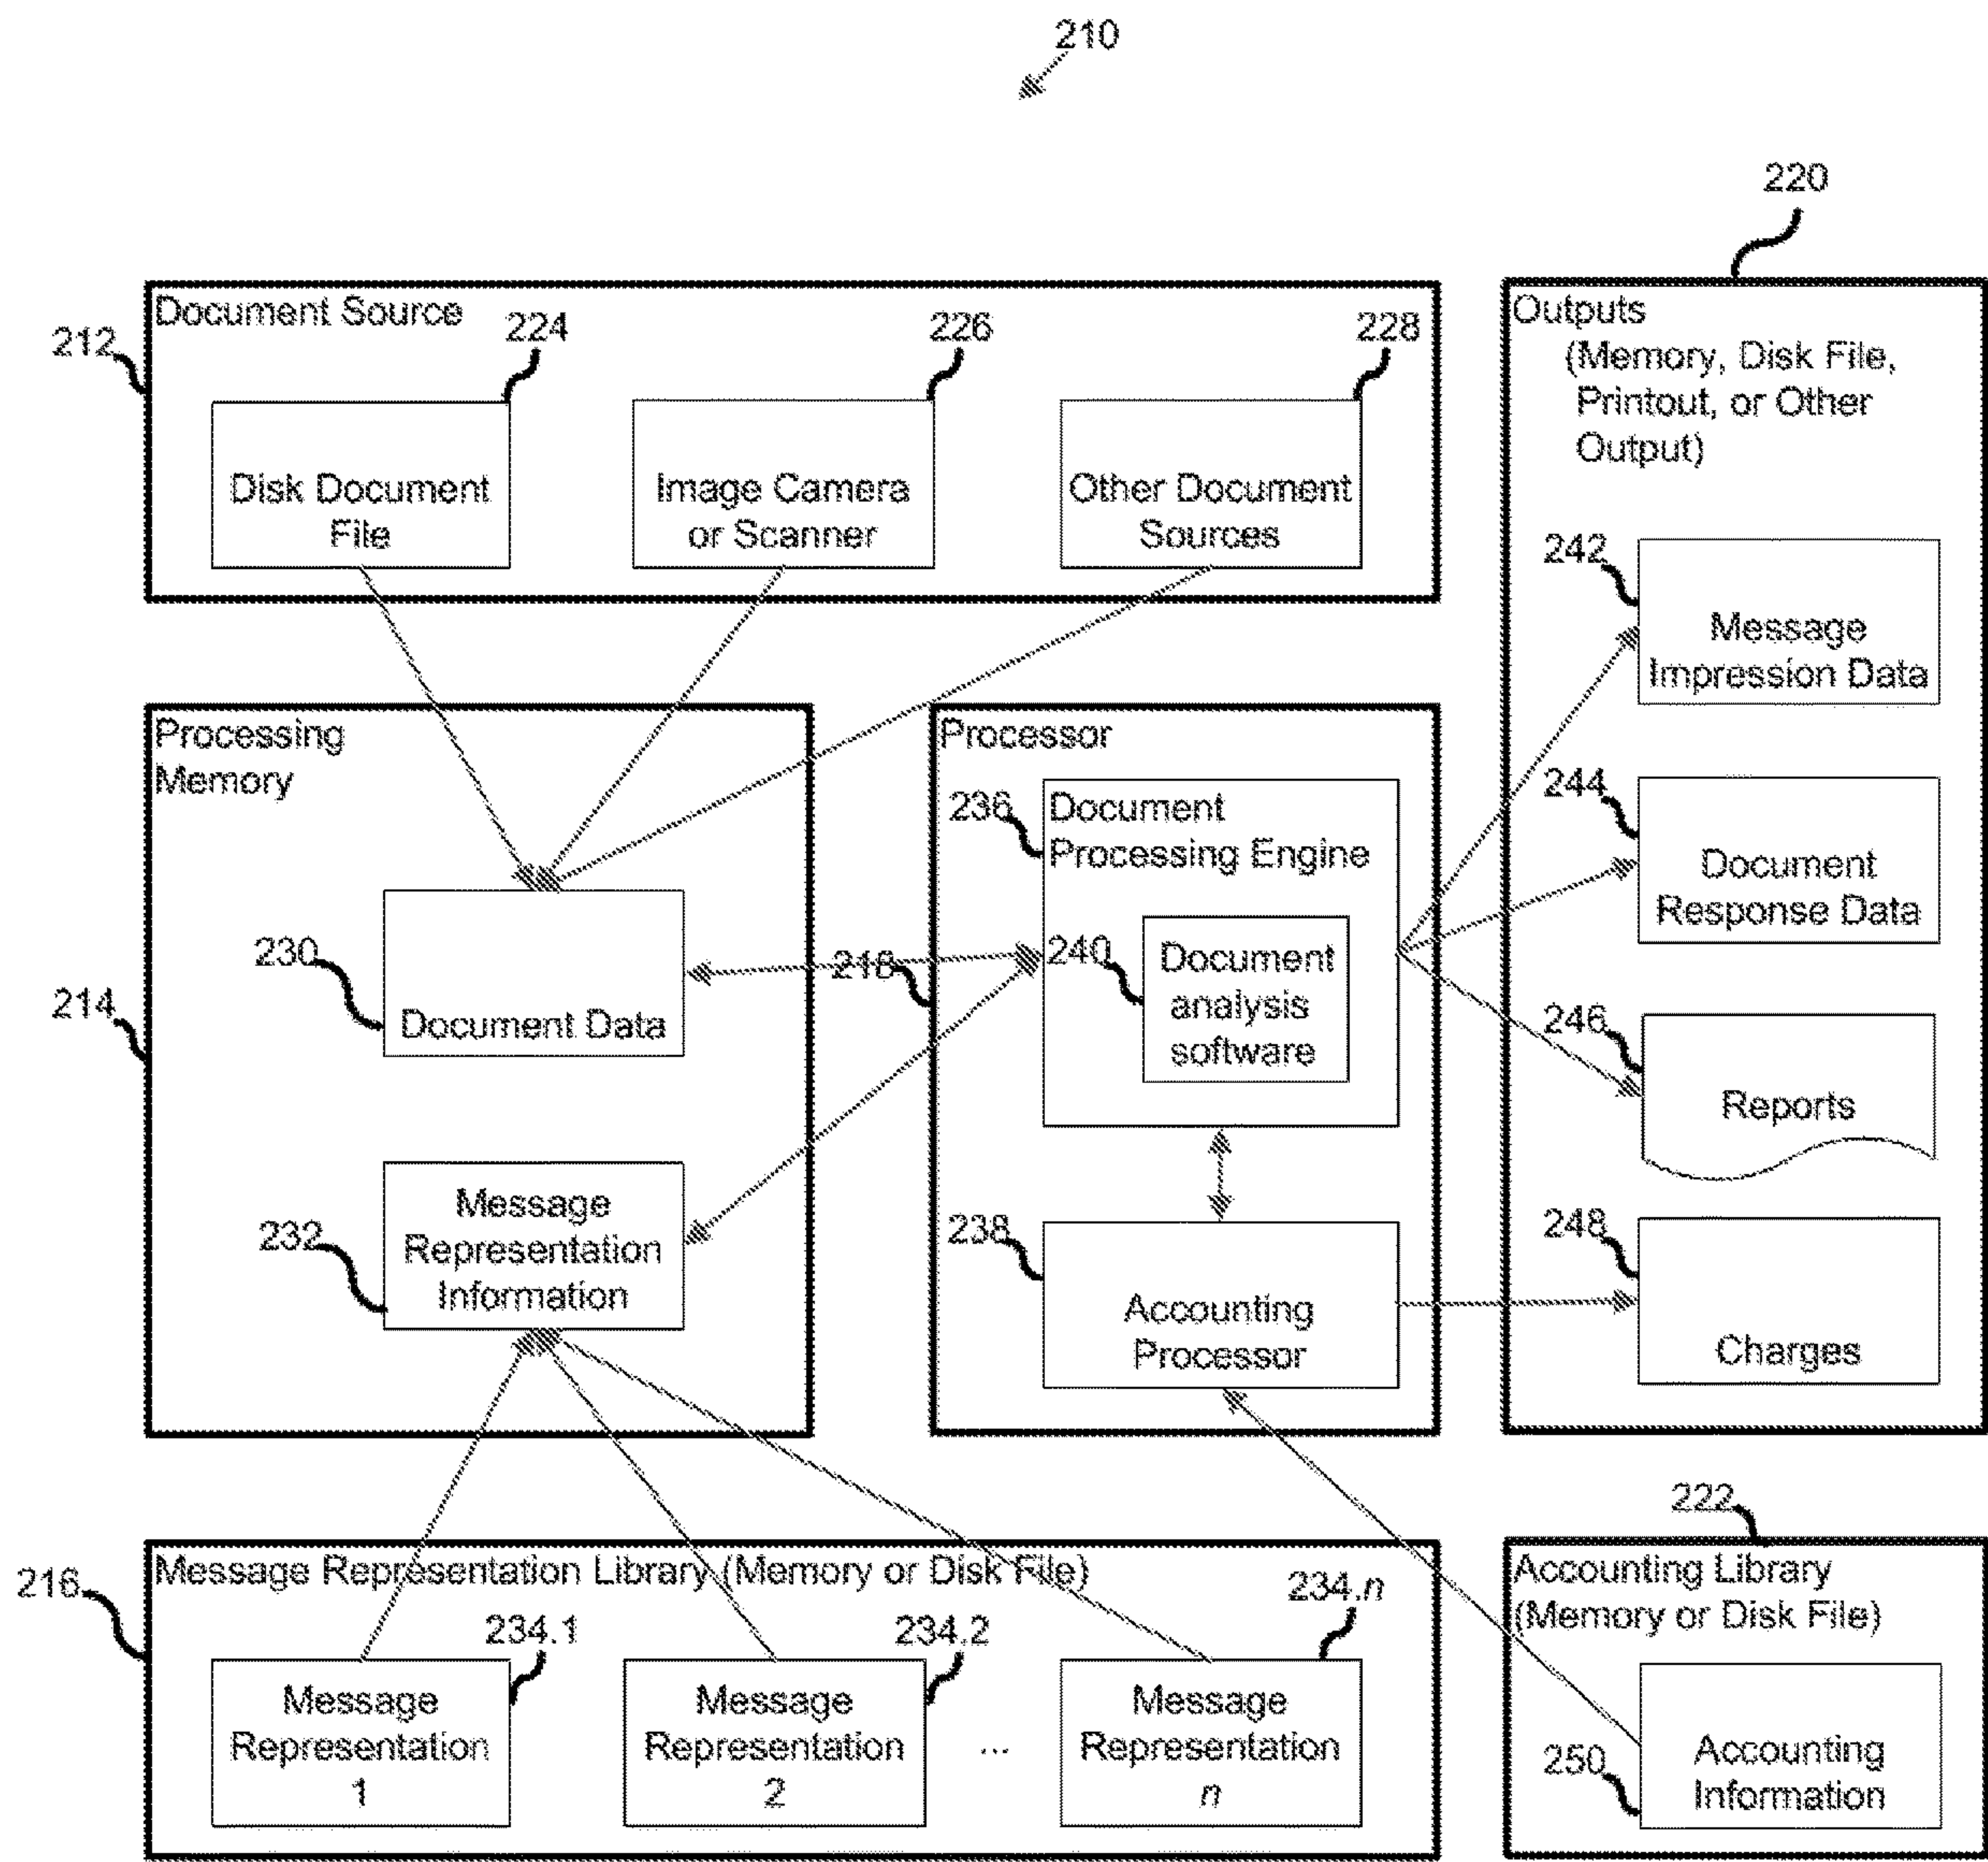 210
220
Document Source
212
224
226
228
Disk Document
File
Image Camera
or Scanner
Other Document
Sources
Outputs
(Memory, Disk File,
Printout, or Other
Output)
242
Message
Impression Data
244
Document
Response Data
246
Reports
248
Charges
Processing
Memory
214
230
Document Data
232
Message
Representation
Information
Processor
218
236
Document
Processing Engine
240
Document
analysis
software
238
Accounting
Processor
216
Message Representation Library (Memory or Disk File)
234.1
234.2
234.n
Message
Representation
1
Message
Representation
2
...
Message
Representation
n
222
Accounting Library
(Memory or Disk File)
250
Accounting
Information